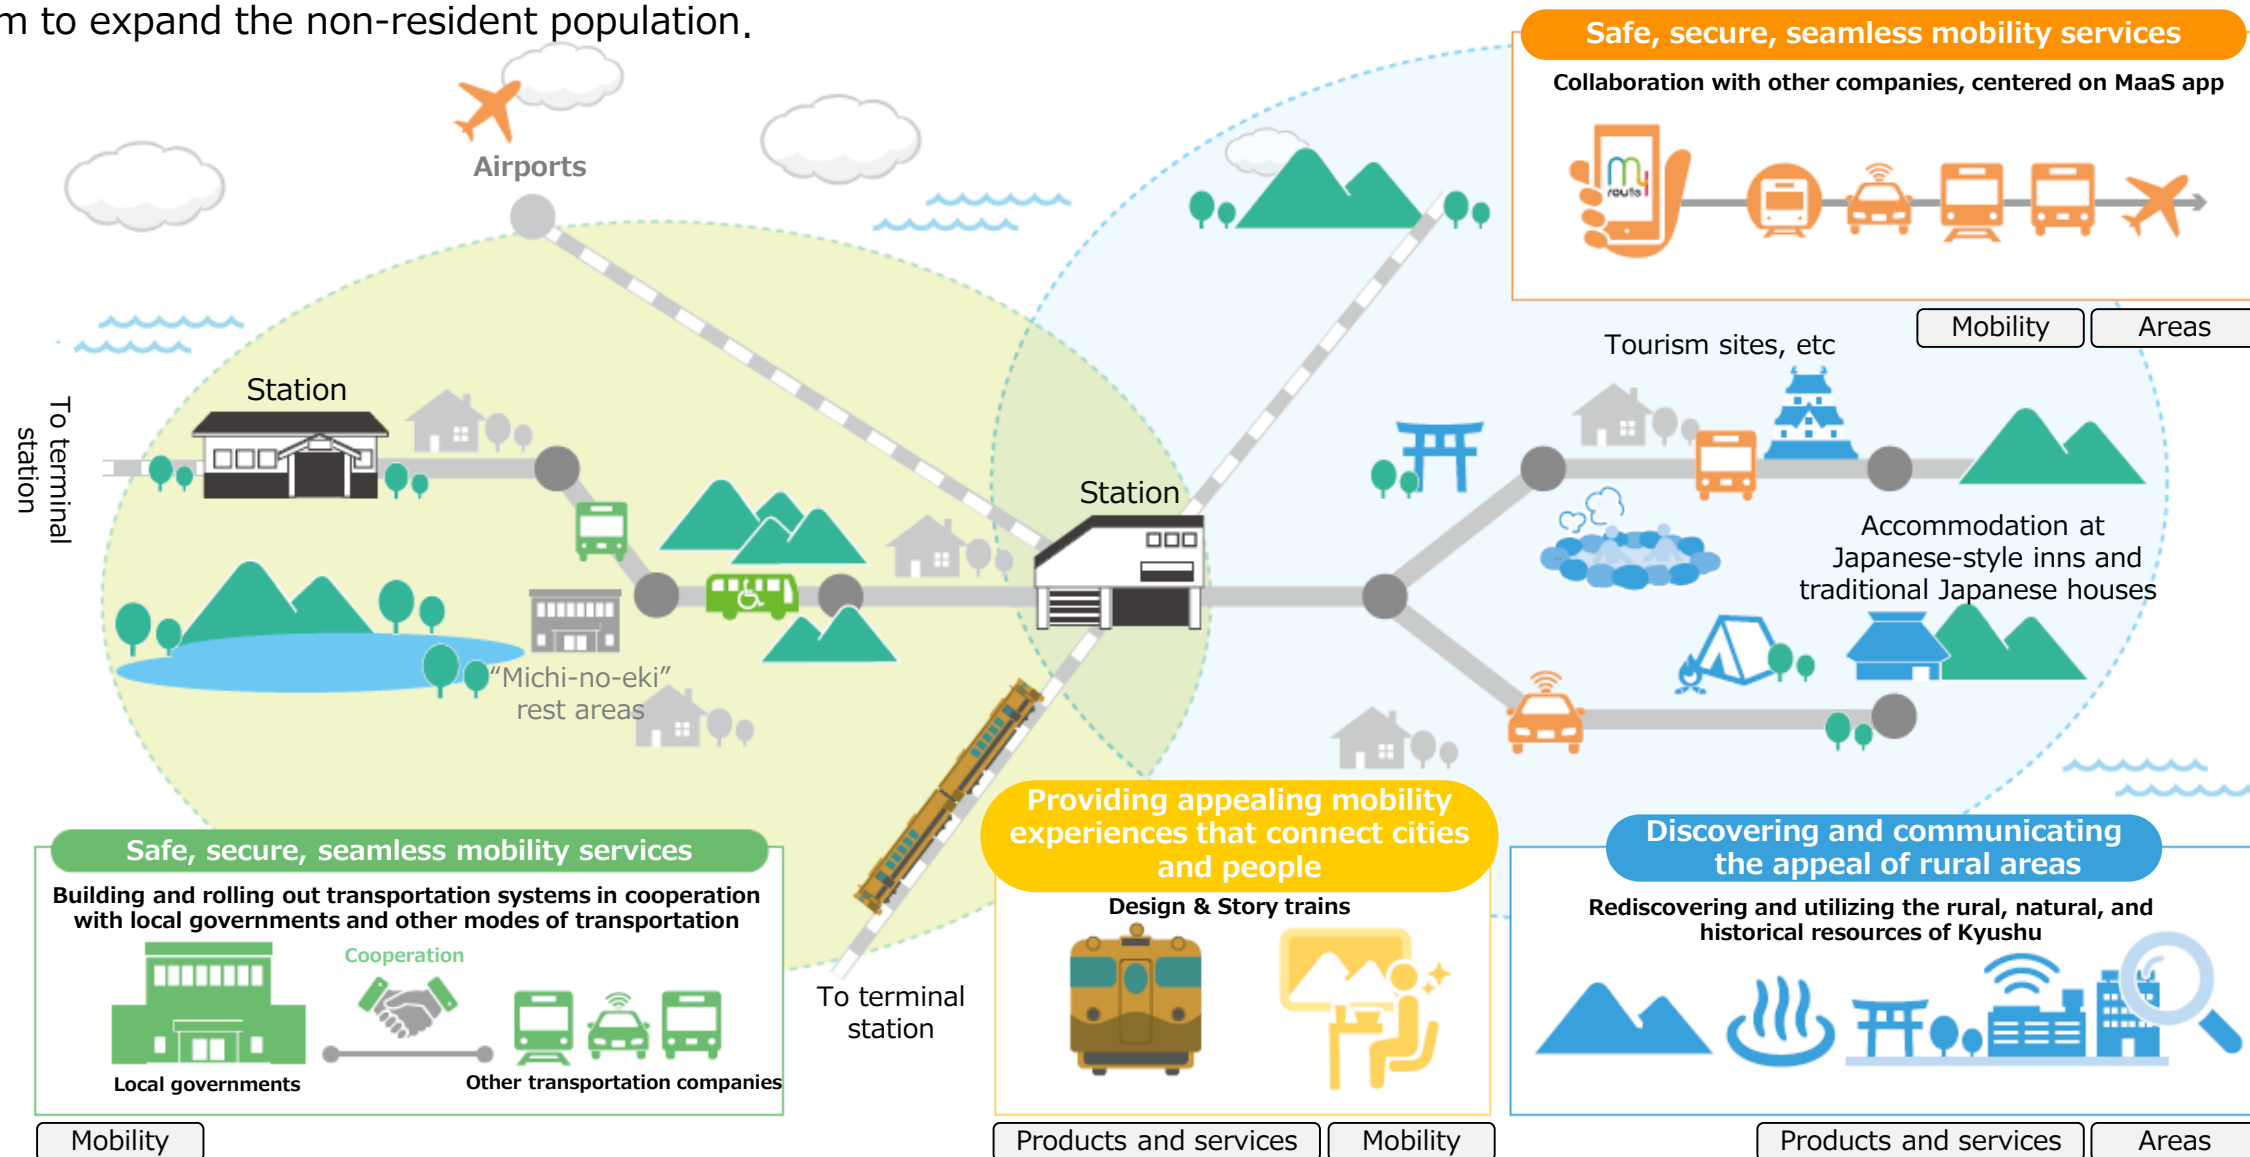 m to expand the non-resident population.
Safe, secure, seamless mobility services
Collaboration with other companies, centered on MaaS app
my
route
Mobility
Areas
Airports
Tourism sites, etc
Station
To terminal
station
Station
Accommodation at
Japanese-style inns and
traditional Japanese houses
“Michi-no-eki”
rest areas
Safe, secure, seamless mobility services
Building and rolling out transportation systems in cooperation
with local governments and other modes of transportation
Cooperation
Local governments
Other transportation companies
Mobility
To terminal
station
Providing appealing mobility
experiences that connect cities
and people
Design & Story trains
Products and services
Mobility
Discovering and communicating
the appeal of rural areas
Rediscovering and utilizing the rural, natural, and
historical resources of Kyushu
Products and services
Areas